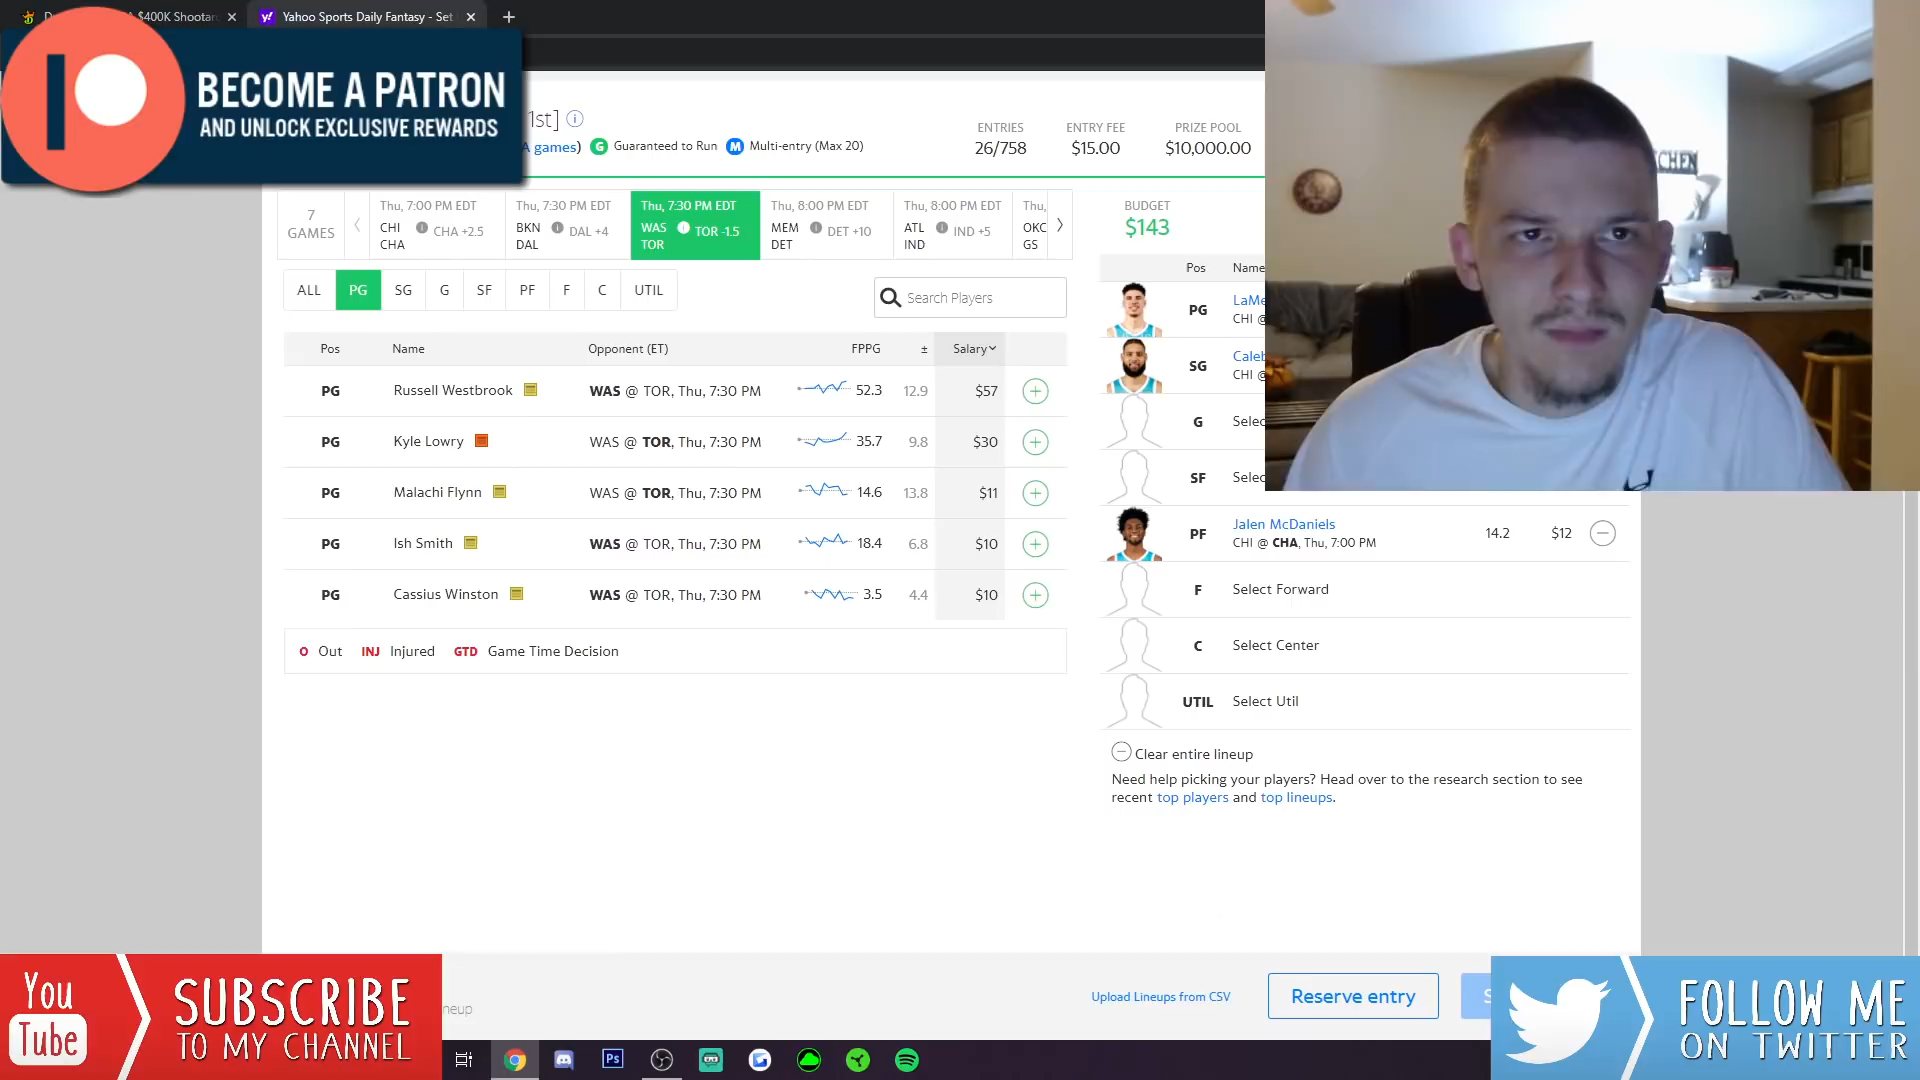 $400K Shootar
Yahoo Sports Daily Fantasy - Set
BECOME A PATRON
AND UNLOCK EXCLUSIVE REWARDS
1st]
A games)
Guaranteed to Run
M Multi-entry (Max 20)
ENTRIES
26/758
ENTRY FEE
$15.00
PRIZE POOL
$10,000.00
7
GAMES
Thu, 7:00 PM EDT
CHI
CHA
CHA +2.5
Thu, 7:30 PM EDT
BKN
DAL
DAL +4
Thu, 7:30 PM EDT
WAS
TOR
TOR -1.5
Thu, 8:00 PM EDT
MEM
DET
DET +10
Thu, 8:00 PM EDT
ATL
IND
IND +5
Thu,
OKC
GS
BUDGET
$143
ALL PG SG G SF PF F C UTIL
Search Players
Pos Name Opponent (ET) FPPG ± Salary
PG Russell Westbrook WAS @ TOR, Thu, 7:30 PM 52.3 12.9 $57
PG Kyle Lowry WAS @ TOR, Thu, 7:30 PM 35.7 9.8 $30
PG Malachi Flynn WAS @ TOR, Thu, 7:30 PM 14.6 13.8 $11
PG Ish Smith WAS @ TOR, Thu, 7:30 PM 18.4 6.8 $10
PG Cassius Winston WAS @ TOR, Thu, 7:30 PM 3.5 4.4 $10
O Out INJ Injured GTD Game Time Decision
Pos Name
PG LaMe
CHI @
SG Caleb
CHI @
G Selec
SF Selec
PF Jalen McDaniels 14.2 $12
CHI @ CHA, Thu, 7:00 PM
F Select Forward
C Select Center
UTIL Select Util
Clear entire lineup
Need help picking your players? Head over to the research section to see
recent top players and top lineups.
neup
Upload Lineups from CSV
Reserve entry
S
You
Tube
SUBSCRIBE
TO MY CHANNEL
FOLLOW ME
ON TWITTER
Ps